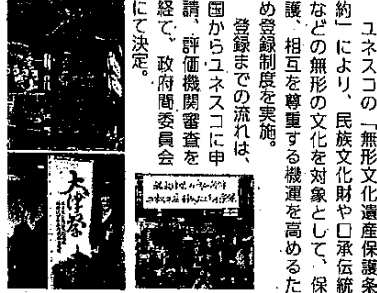 ユネスコの「無形文化遺産保護条
約」により、民族文化財や口承伝統
などの無形の文化を対象として、保
護、相互を尊重する機運を高めるた
め登録制度を実施。
登録までの流れは、
国からユネスコに申
請、評価機関審査を
経て、政府間委員会
にて決定。
大津祭